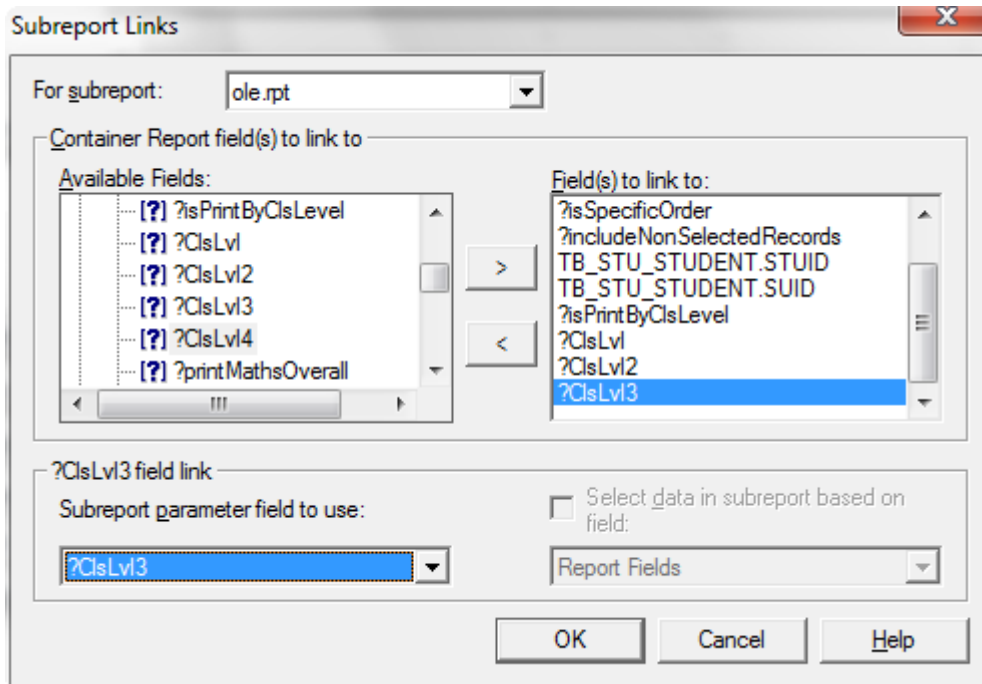 Subreport Links
For subreport:
ole.rpt
Container Report field(s) to link to
Available Fields:
[?] ?isPrintByClsLevel
[?] ?ClsLvl
[?] ?ClsLvl2
[?] ?ClsLvl3
[?] ?ClsLvl4
[?] ?printMathsOverall
>
<
Field(s) to link to:
?isSpecificOrder
?includeNonSelectedRecords
TB_STU_STUDENT.STUID
TB_STU_STUDENT.SUID
?isPrintByClsLevel
?ClsLvl
?ClsLvl2
?ClsLvl3
?ClsLvl3 field link
Subreport parameter field to use:
?ClsLvl3
Select data in subreport based on
field:
Report Fields
OK
Cancel
Help